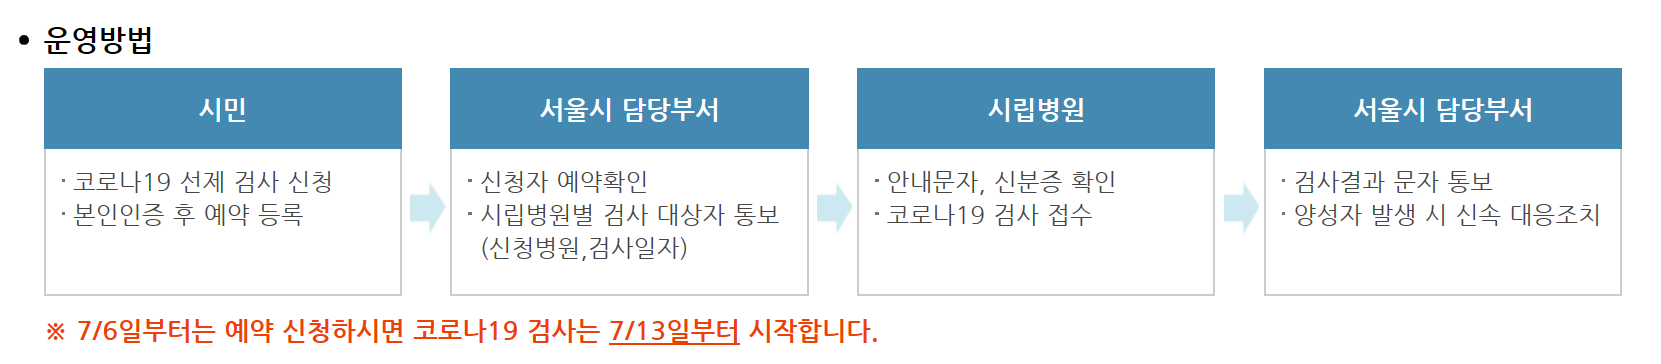 • 운영방법
시민
· 코로나19 선제 검사 신청
· 본인인증 후 예약 등록
서울시 담당부서
· 신청자 예약확인
· 시립병원별 검사 대상자 통보
(신청병원,검사일자)
시립병원
· 안내문자, 신분증 확인
· 코로나19 검사 접수
서울시 담당부서
· 검사결과 문자 통보
· 양성자 발생 시 신속 대응조치
※ 7/6일부터는 예약 신청하시면 코로나19 검사는 7/13일부터 시작합니다.